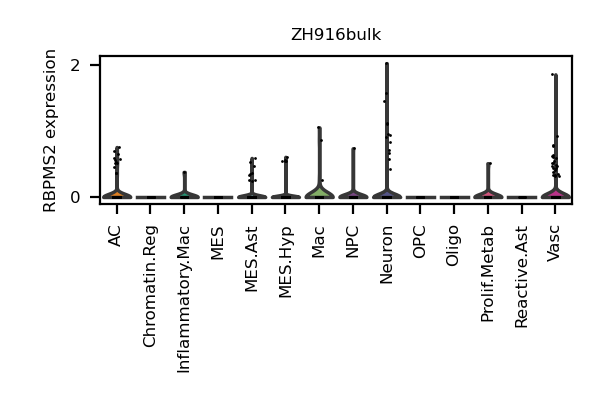 ZH916bulk
RBPMS2 expression
2
0
AC
Chromatin.Reg
Inflammatory.Mac
MES
MES.Ast
MES.Hyp
Mac
NPC
Neuron
OPC
Oligo
Prolif.Metab
Reactive.Ast
Vasc